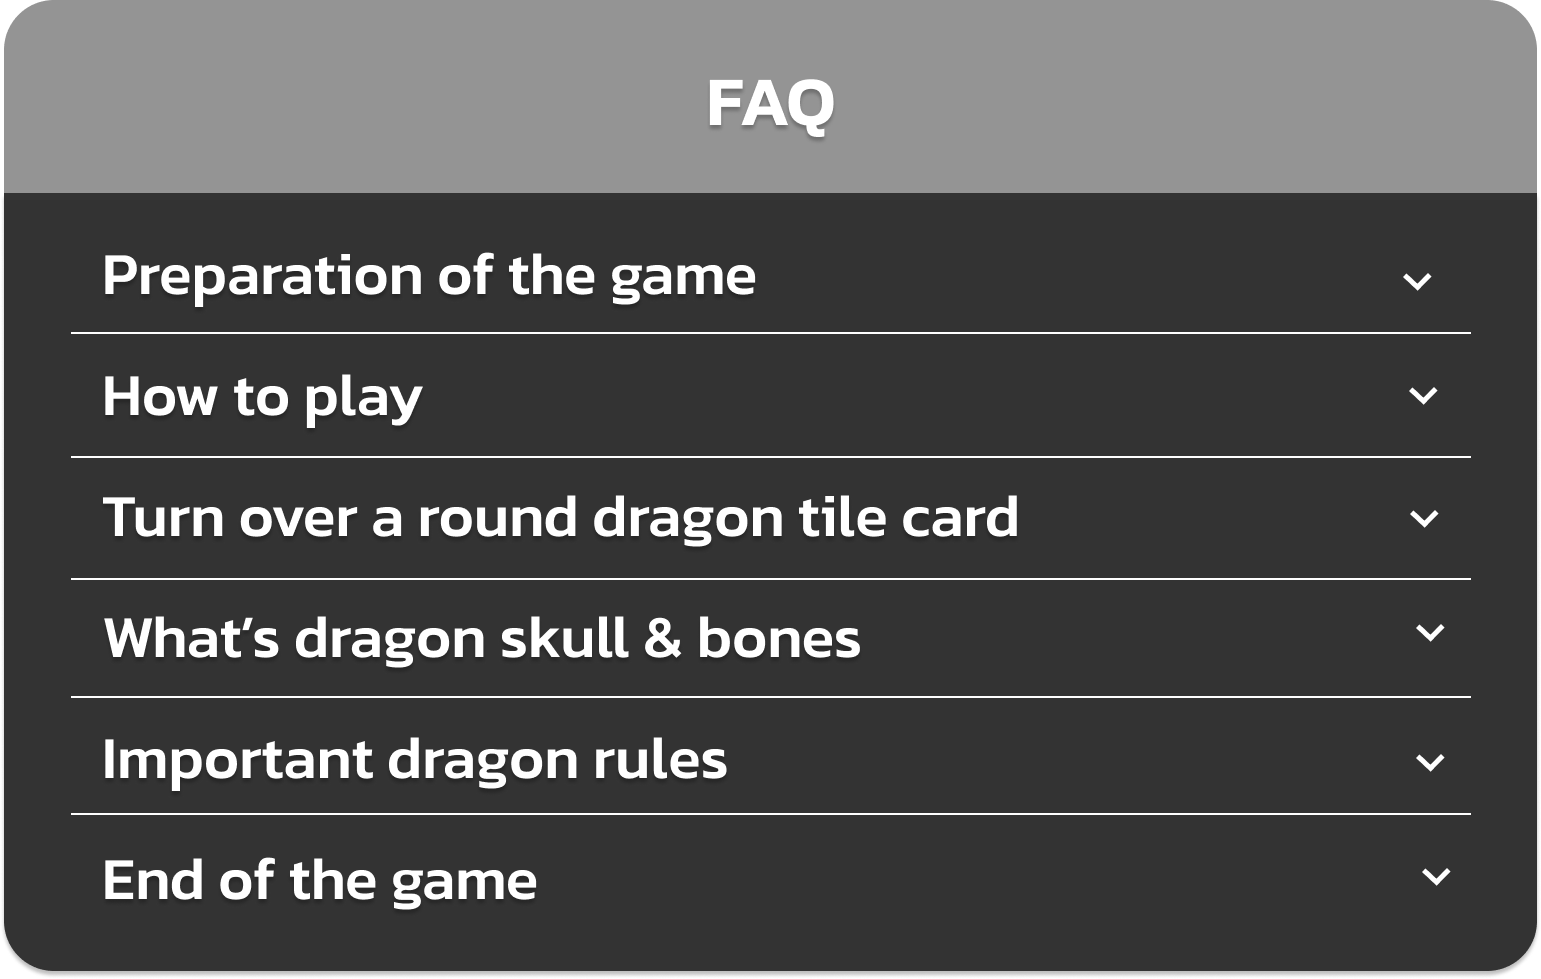 FAQ
Preparation of the game
How to play
Turn over a round dragon tile card
What’s dragon skull & bones
Important dragon rules
End of the game